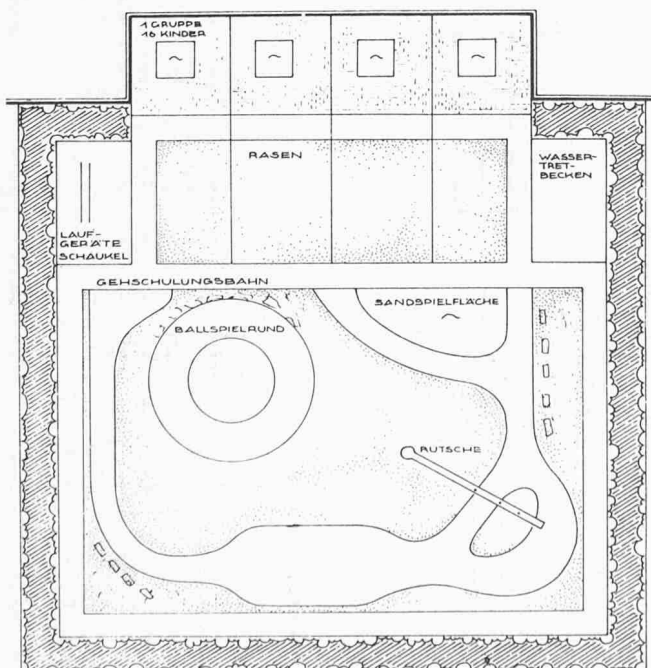 1 GRUPPE
16 KINDER
RASEN
WASSER-
TRET-
BECKEN
LAUF-
GERÄTE
SCHAUKEL
GEHSCHULUNGSBAHN
SANDSPIELFLÄCHE
BALLSPIELRUND
RUTSCHE